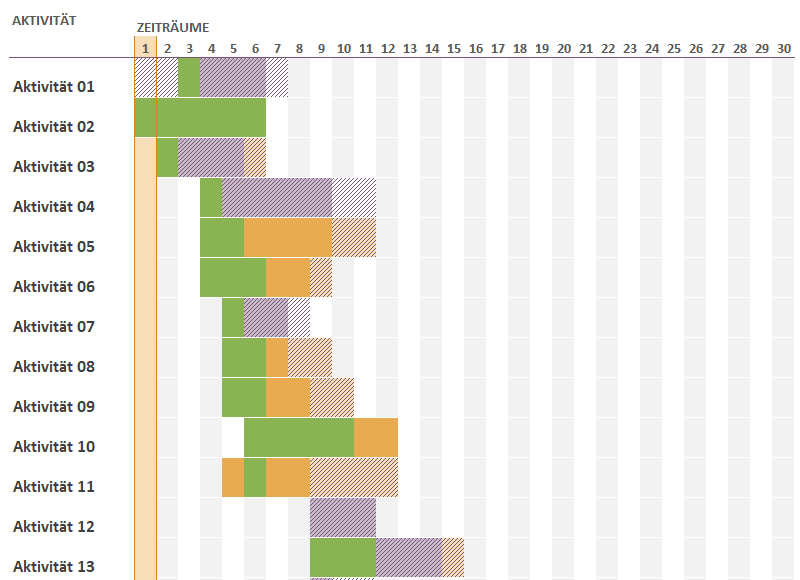 AKTIVITÄT
ZEITRÄUME
1 2 3 4 5 6 7 8 9 10 11 12 13 14 15 16 17 18 19 20 21 22 23 24 25 26 27 28 29 30
Aktivität 01
Aktivität 02
Aktivität 03
Aktivität 04
Aktivität 05
Aktivität 06
Aktivität 07
Aktivität 08
Aktivität 09
Aktivität 10
Aktivität 11
Aktivität 12
Aktivität 13